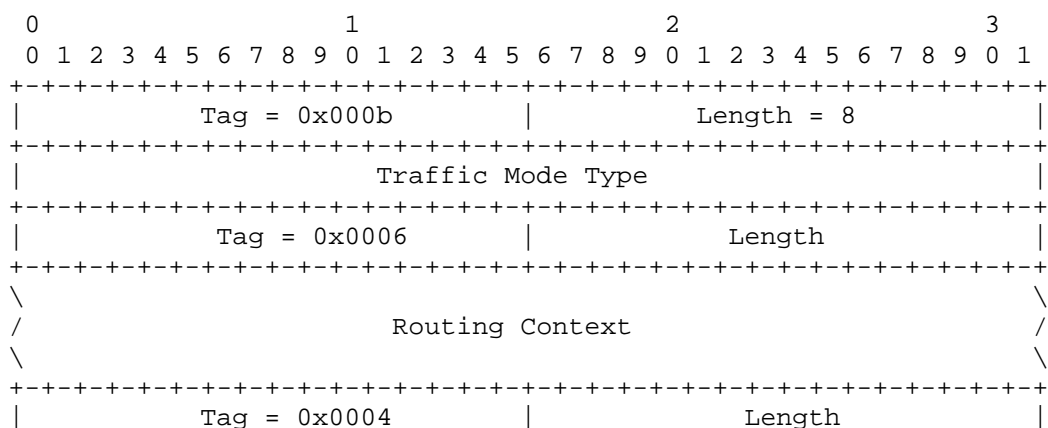 0                   1                   2                   3
 0 1 2 3 4 5 6 7 8 9 0 1 2 3 4 5 6 7 8 9 0 1 2 3 4 5 6 7 8 9 0 1
+-+-+-+-+-+-+-+-+-+-+-+-+-+-+-+-+-+-+-+-+-+-+-+-+-+-+-+-+-+-+-+-+
|           Tag = 0x000b        |          Length = 8           |
+-+-+-+-+-+-+-+-+-+-+-+-+-+-+-+-+-+-+-+-+-+-+-+-+-+-+-+-+-+-+-+-+
|                      Traffic Mode Type                        |
+-+-+-+-+-+-+-+-+-+-+-+-+-+-+-+-+-+-+-+-+-+-+-+-+-+-+-+-+-+-+-+-+
|            Tag = 0x0006       |            Length             |
+-+-+-+-+-+-+-+-+-+-+-+-+-+-+-+-+-+-+-+-+-+-+-+-+-+-+-+-+-+-+-+-+
\                                                               \
/                       Routing Context                         /
\                                                               \
+-+-+-+-+-+-+-+-+-+-+-+-+-+-+-+-+-+-+-+-+-+-+-+-+-+-+-+-+-+-+-+-+
|           Tag = 0x0004        |             Length            |